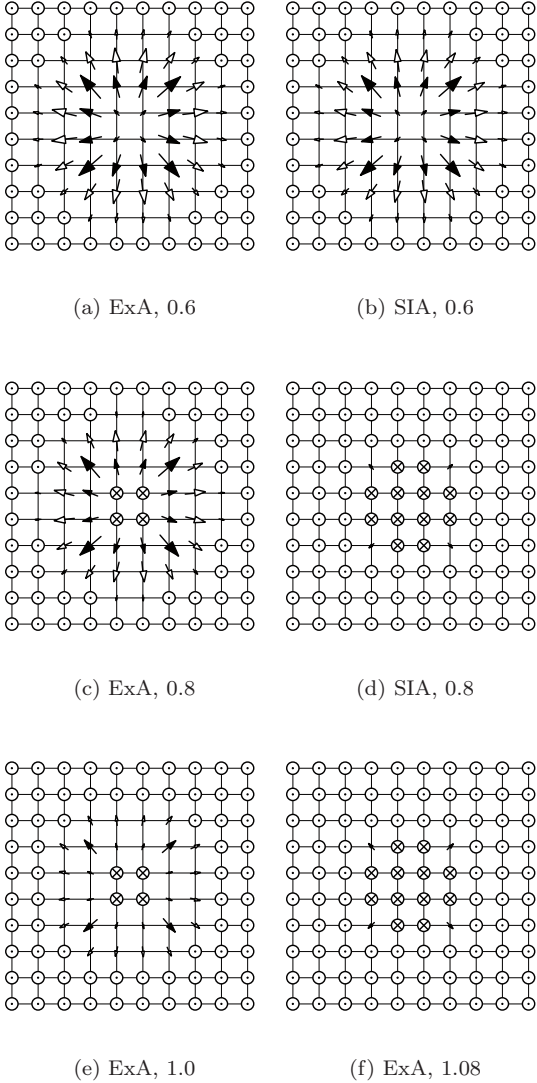 (a) ExA, 0.6
(b) SIA, 0.6
(c) ExA, 0.8
(d) SIA, 0.8
(e) ExA, 1.0
(f) ExA, 1.08